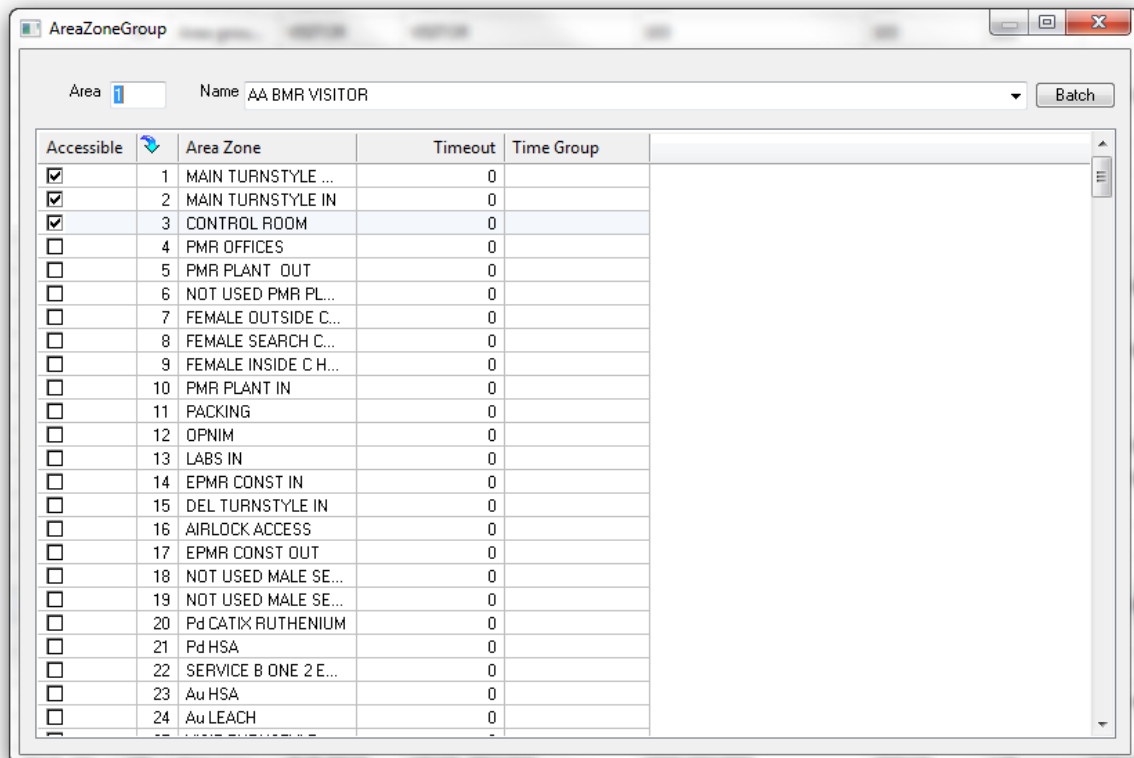 AreaZoneGroup
Area 1 Name AA BMR VISITOR Batch
Accessible Area Zone Timeout Time Group
1 MAIN TURNSTYLE ... 0
2 MAIN TURNSTYLE IN 0
3 CONTROL ROOM 0
4 PMR OFFICES 0
5 PMR PLANT OUT 0
6 NOT USED PMR PL... 0
7 FEMALE OUTSIDE C... 0
8 FEMALE SEARCH C... 0
9 FEMALE INSIDE C H... 0
10 PMR PLANT IN 0
11 PACKING 0
12 OPNIM 0
13 LABS IN 0
14 EPMR CONST IN 0
15 DEL TURNSTYLE IN 0
16 AIRLOCK ACCESS 0
17 EPMR CONST OUT 0
18 NOT USED MALE SE... 0
19 NOT USED MALE SE... 0
20 Pd CATIX RUTHENIUM 0
21 Pd HSA 0
22 SERVICE B ONE 2 E... 0
23 Au HSA 0
24 Au LEACH 0